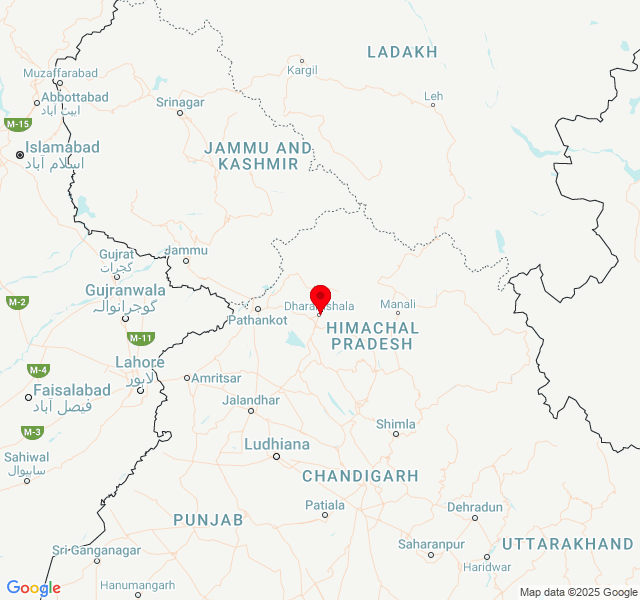 LADAKH
Kargil
Muzaffarabad
Leh
Abbottabad
ایبٹ آباد
Srinagar
M-15
Islamabad
اسلام آباد
JAMMU AND
KASHMIR
Gujrat
گجرات
Jammu
Gujranwala
گوجرانوالہ
M-2
Pathankot
Manali
HIMACHAL
PRADESH
M-11
Lahore
لاہور
M-4
Faisalabad
فیصل آباد
Amritsar
Jalandhar
M-3
Shimla
Ludhiana
Sahiwal
ساہیوال
CHANDIGARH
Patiala
Dehradun
PUNJAB
UTTARAKHAND
Sri Ganganagar
Saharanpur
Haridwar
Hanumangarh
Google
Map data ©2025 Google